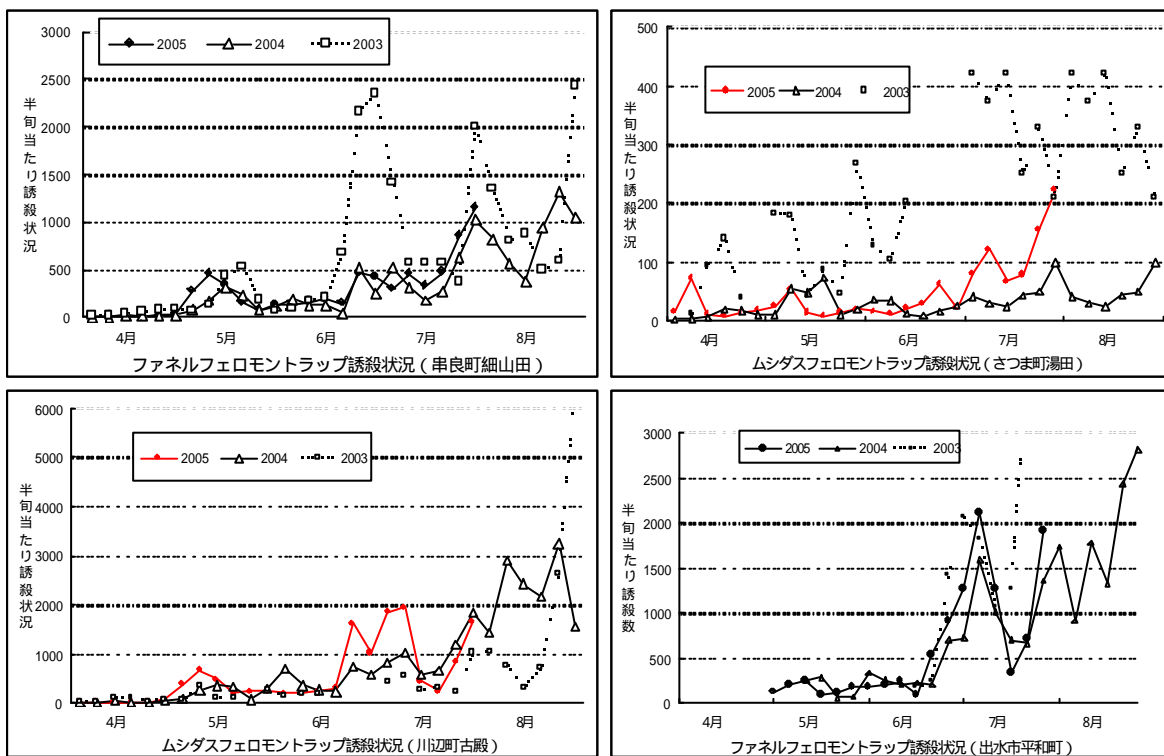 3000
2500
2000
1500
1000
500
0
半旬当たり誘殺状況
2005 2004 2003
4月 5月 6月 7月 8月
ファネルフェロモントラップ誘殺状況(串良町細山田)
500
400
300
200
100
0
半旬当たり誘殺状況
2005 2004 2003
4月 5月 6月 7月 8月
ムシダスフェロモントラップ誘殺状況(さつま町湯田)
6000
5000
4000
3000
2000
1000
0
半旬当たり誘殺状況
2005 2004 2003
4月 5月 6月 7月 8月
ムシダスフェロモントラップ誘殺状況(川辺町古殿)
3000
2500
2000
1500
1000
500
0
半旬当たり誘殺数
2005 2004 2003
4月 5月 6月 7月 8月
ファネルフェロモントラップ誘殺状況(出水市平和町)